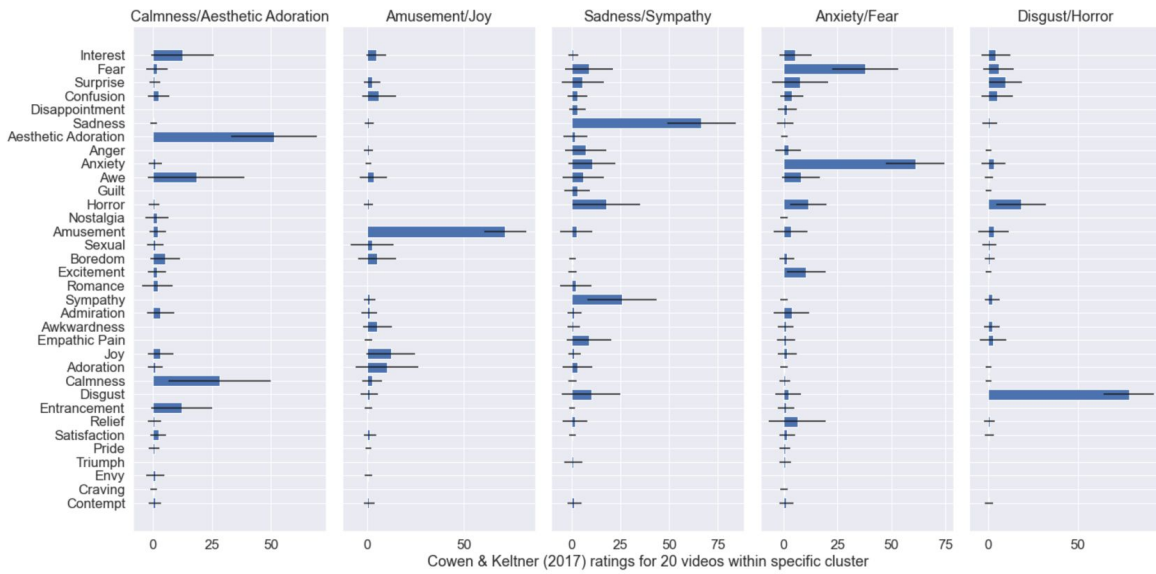 Calmness/Aesthetic Adoration Amusement/Joy Sadness/Sympathy Anxiety/Fear Disgust/Horror
Interest
Fear
Surprise
Confusion
Disappointment
Sadness
Aesthetic Adoration
Anger
Anxiety
Awe
Guilt
Horror
Nostalgia
Amusement
Sexual
Boredom
Excitement
Romance
Sympathy
Admiration
Awkwardness
Empathic Pain
Joy
Adoration
Calmness
Disgust
Entrancement
Relief
Satisfaction
Pride
Triumph
Envy
Craving
Contempt
0 25 50 0 50 0 25 50 75 0 25 50 75 0 50
Cowen & Keltner (2017) ratings for 20 videos within specific cluster